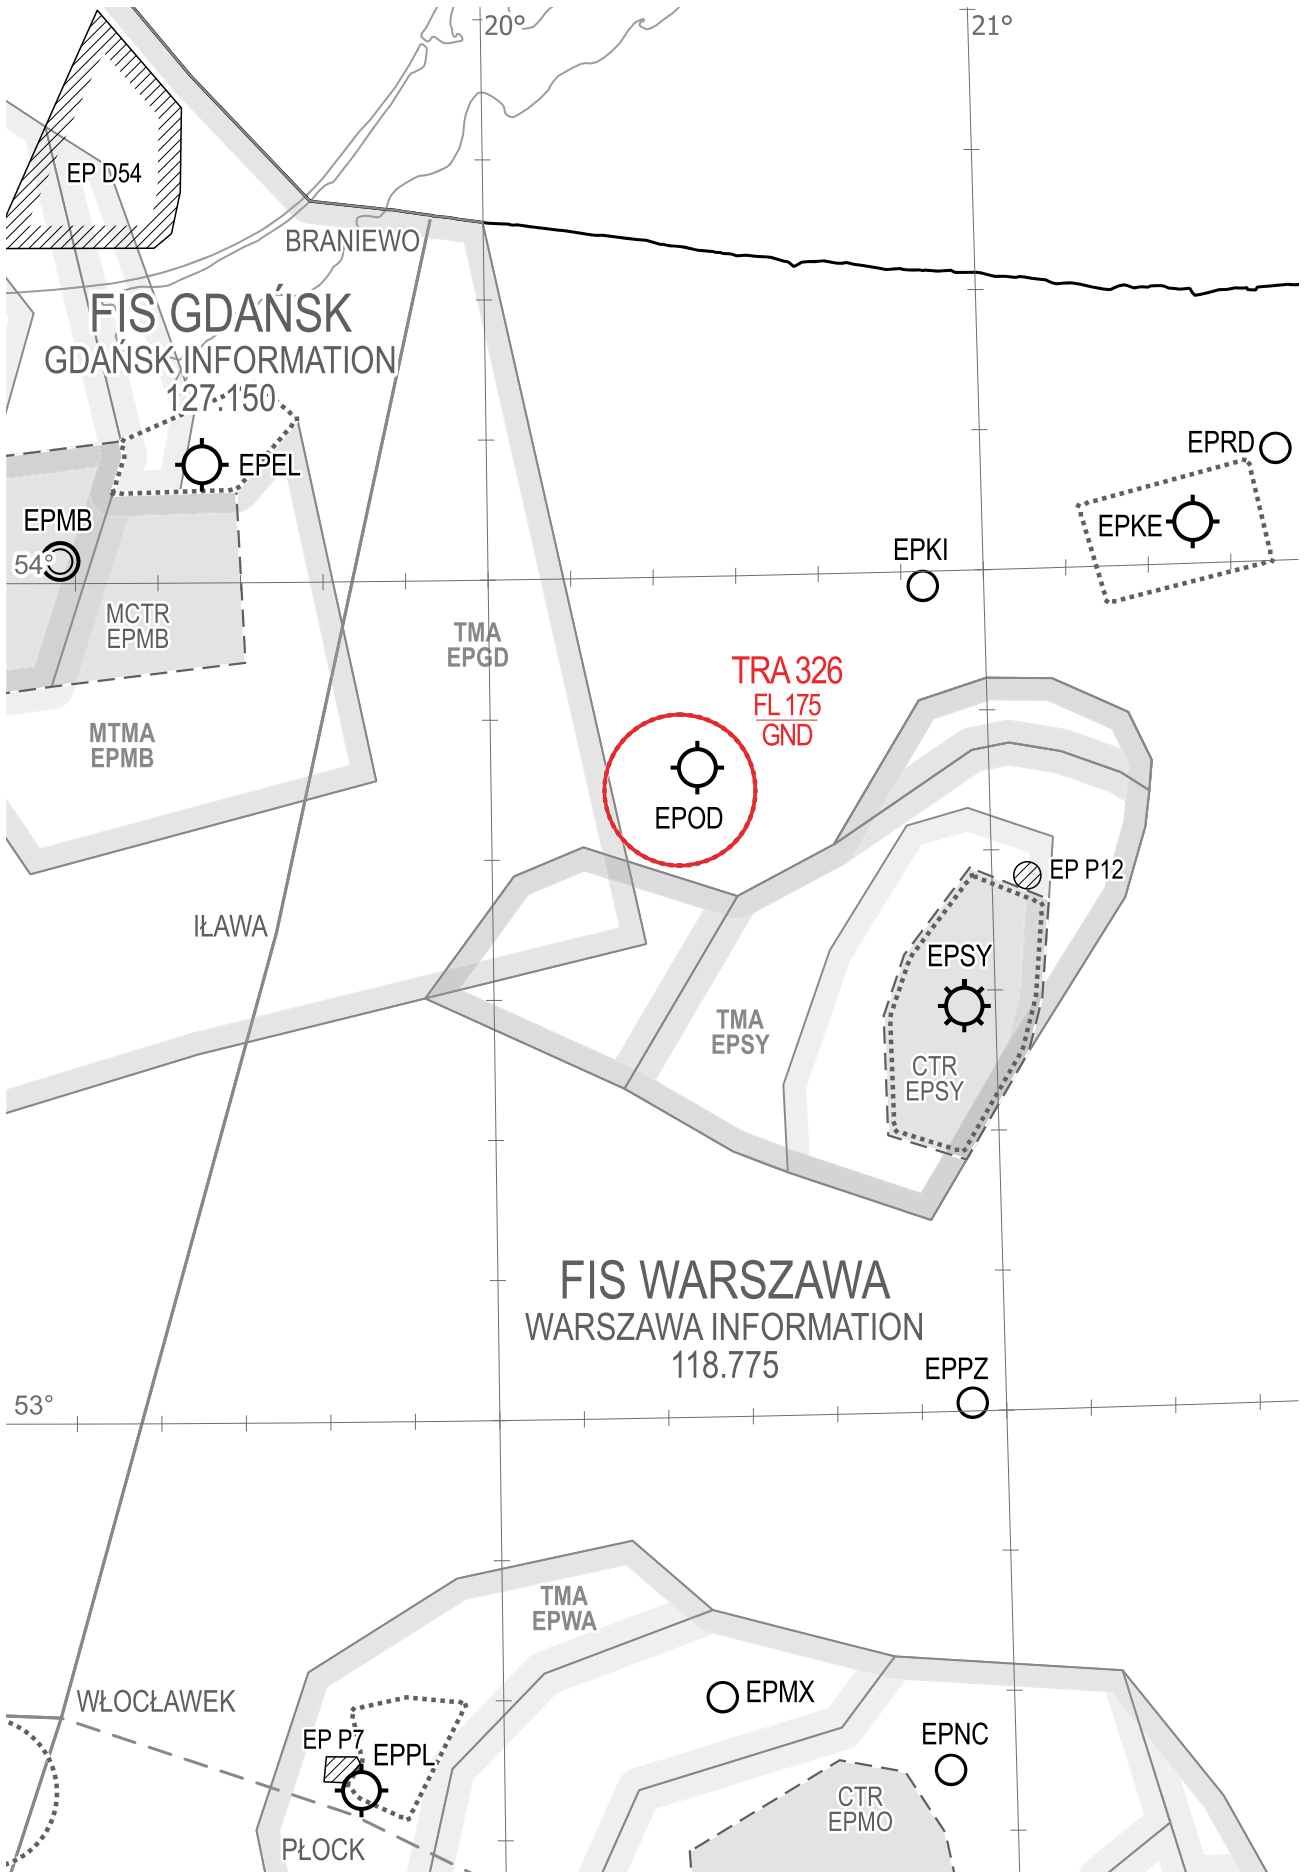 20°
21°
EP D54
BRANIEWO
FIS GDAŃSK
GDAŃSK INFORMATION
127.150
EPRD
EPEL
EPMB
EPKE
54°
EPKI
MCTR
EPMB
TMA
EPGD
TRA 326
FL 175
GND
MTMA
EPMB
EPOD
EP P12
IŁAWA
EPSY
TMA
EPSY
CTR
EPSY
FIS WARSZAWA
WARSZAWA INFORMATION
118.775
EPPZ
53°
TMA
EPWA
WŁOCŁAWEK
EPMX
EP P7
EPPL
EPNC
CTR
EPMO
PŁOCK